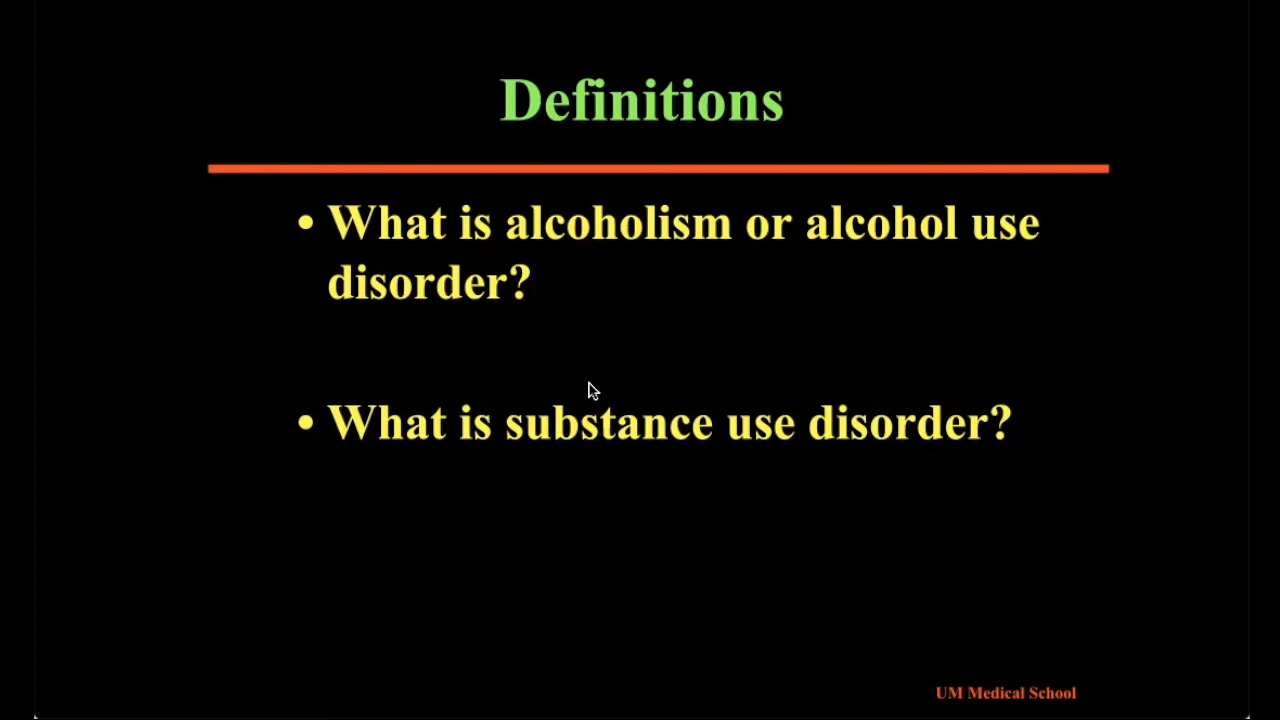 Definitions
• What is alcoholism or alcohol use
disorder?
• What is substance use disorder?
UM Medical School